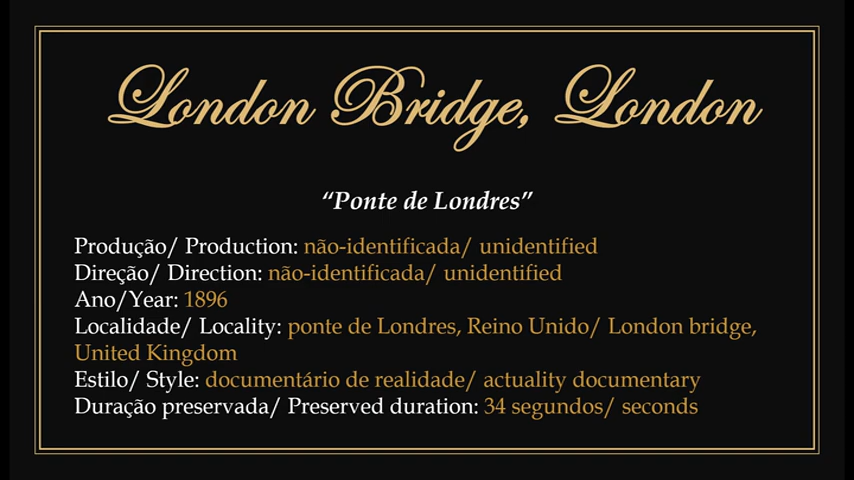 London Bridge, London
“Ponte de Londres”
Produção/ Production: não-identificada/ unidentified
Direção/ Direction: não-identificada/ unidentified
Ano/Year: 1896
Localidade/ Locality: ponte de Londres, Reino Unido/ London bridge,
United Kingdom
Estilo/ Style: documentário de realidade/ actuality documentary
Duração preservada/ Preserved duration: 34 segundos/ seconds